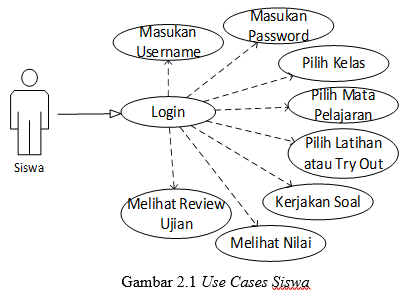 Masukan
Username
Masukan
Password
Pilih Kelas
Pilih Mata
Pelajaran
Pilih Latihan
atau Try Out
Kerjakan Soal
Melihat Nilai
Melihat Review
Ujian
Login
Siswa
Gambar 2.1 Use Cases Siswa